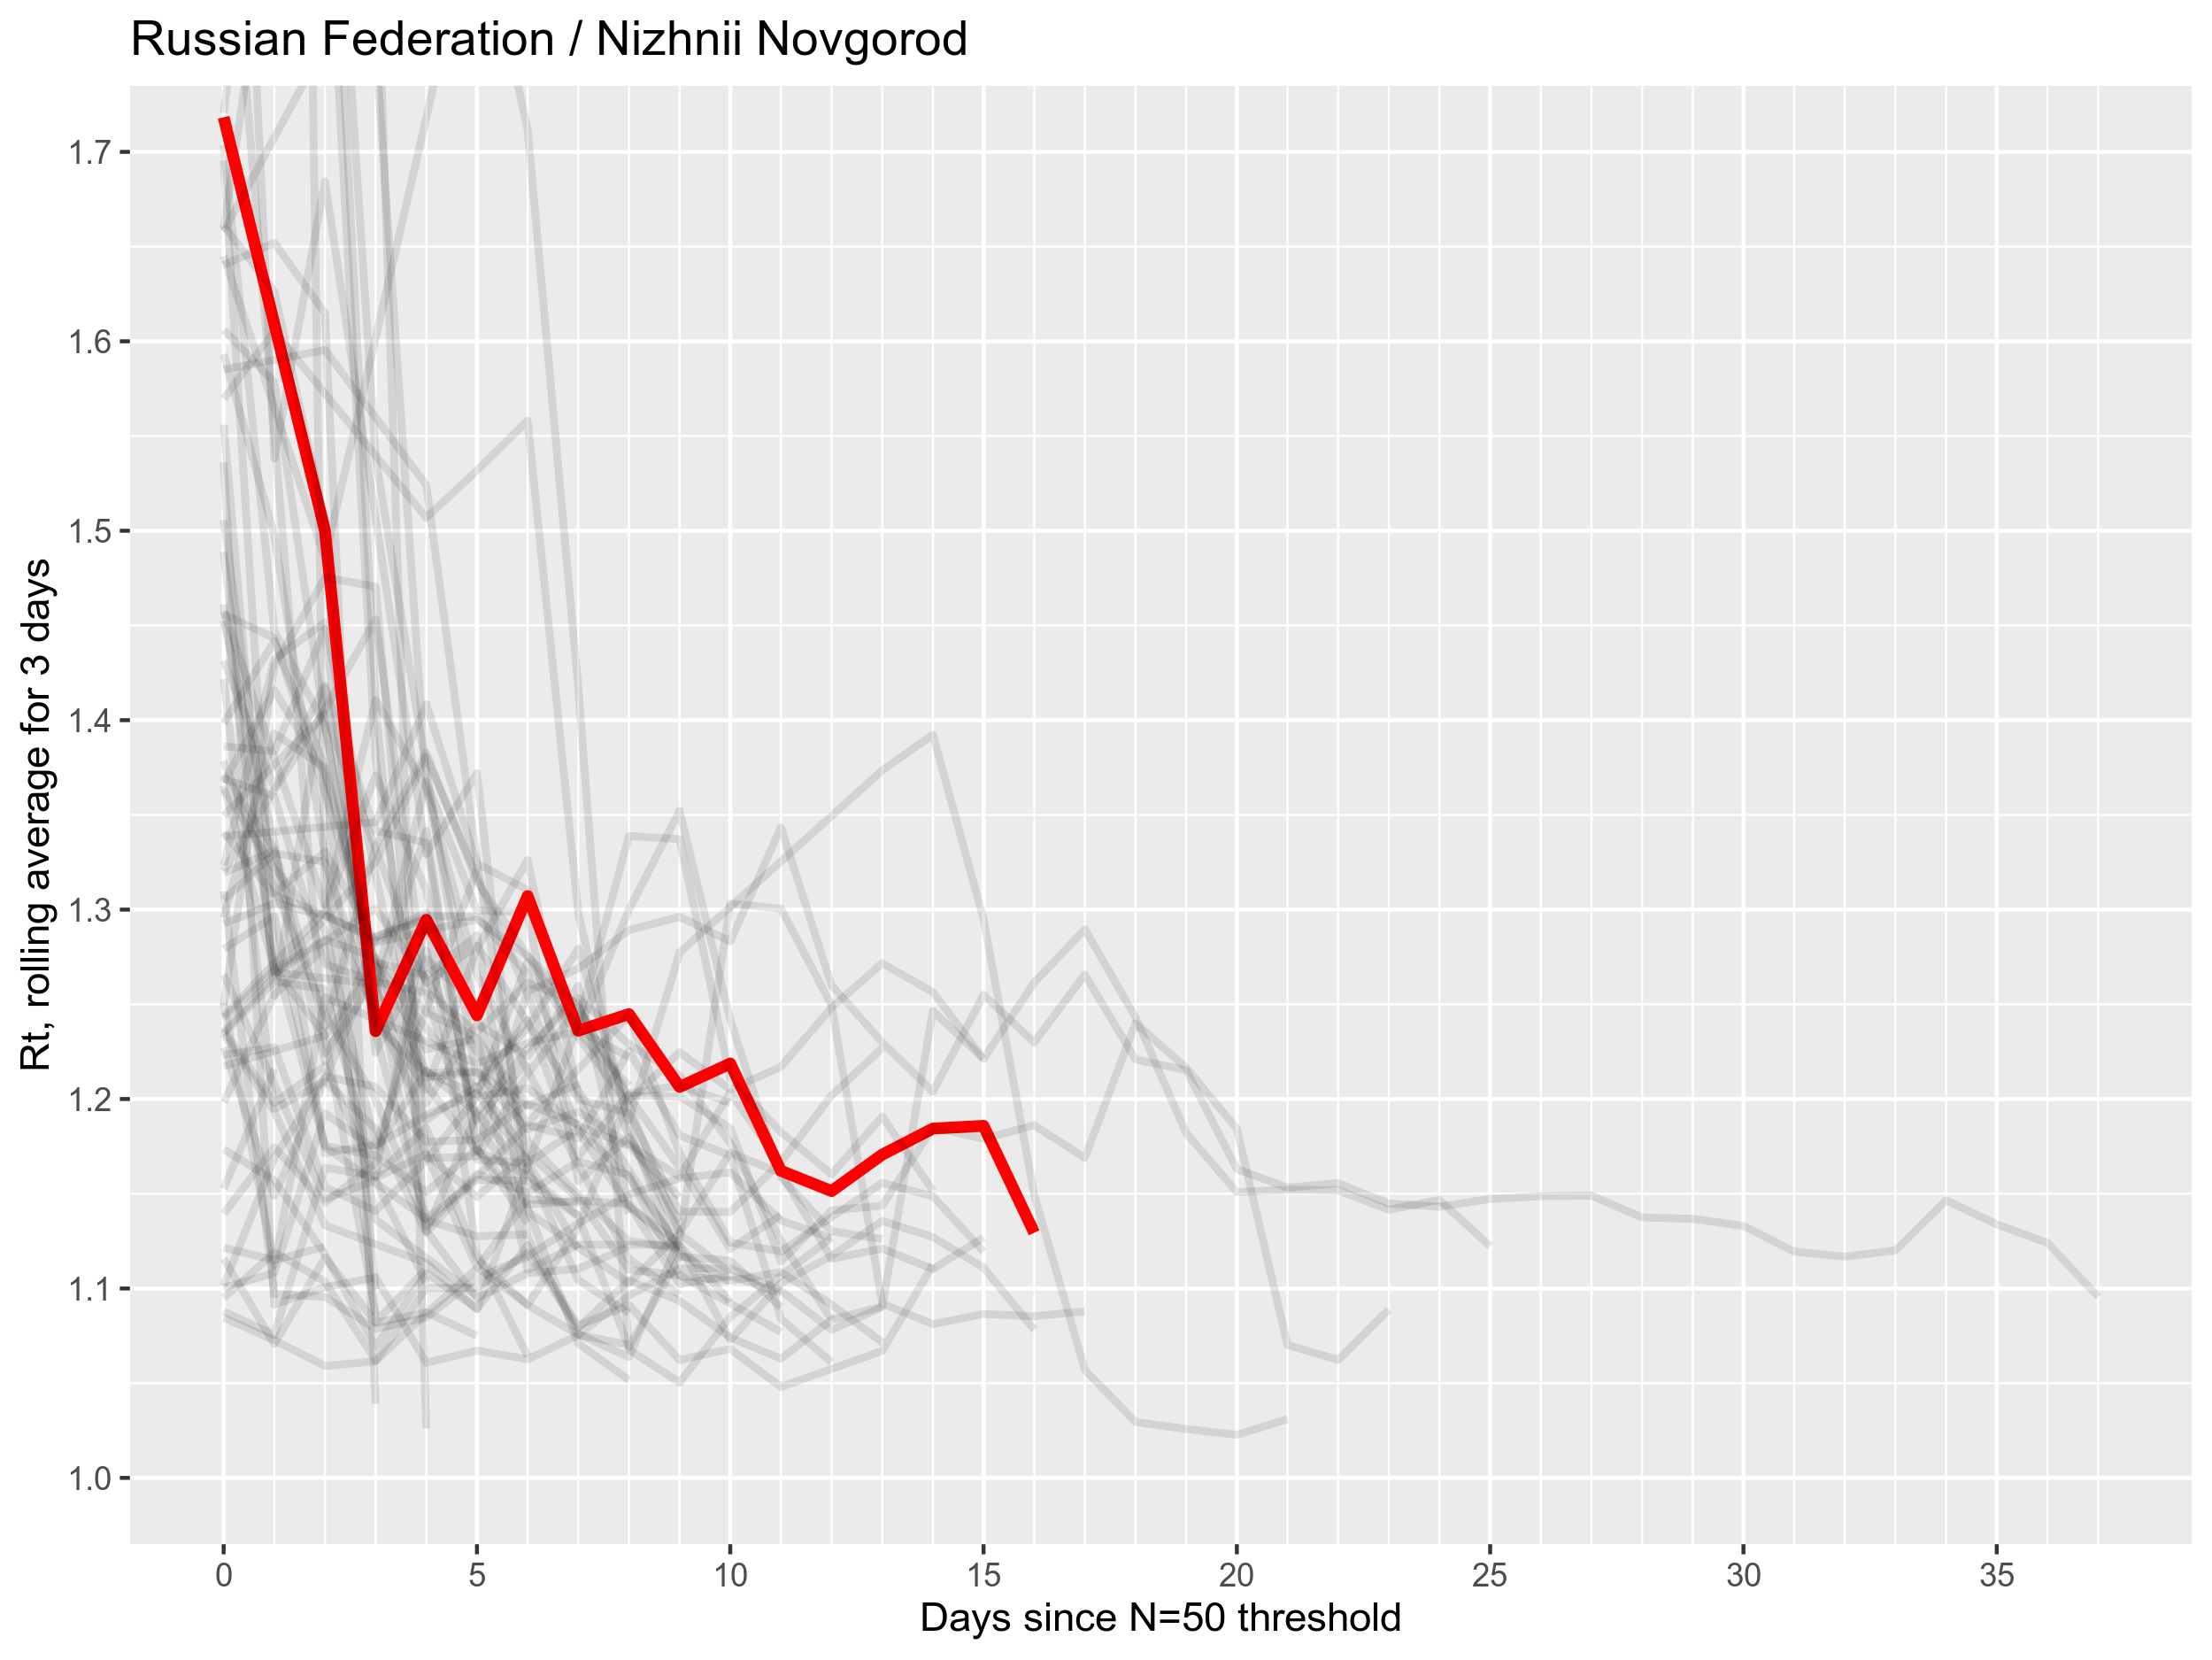 Russian Federation / Nizhnii Novgorod
Rt, rolling average for 3 days
1.7
1.6
1.5
1.4
1.3
1.2
1.1
1.0
0 5 10 15 20 25 30 35
Days since N=50 threshold